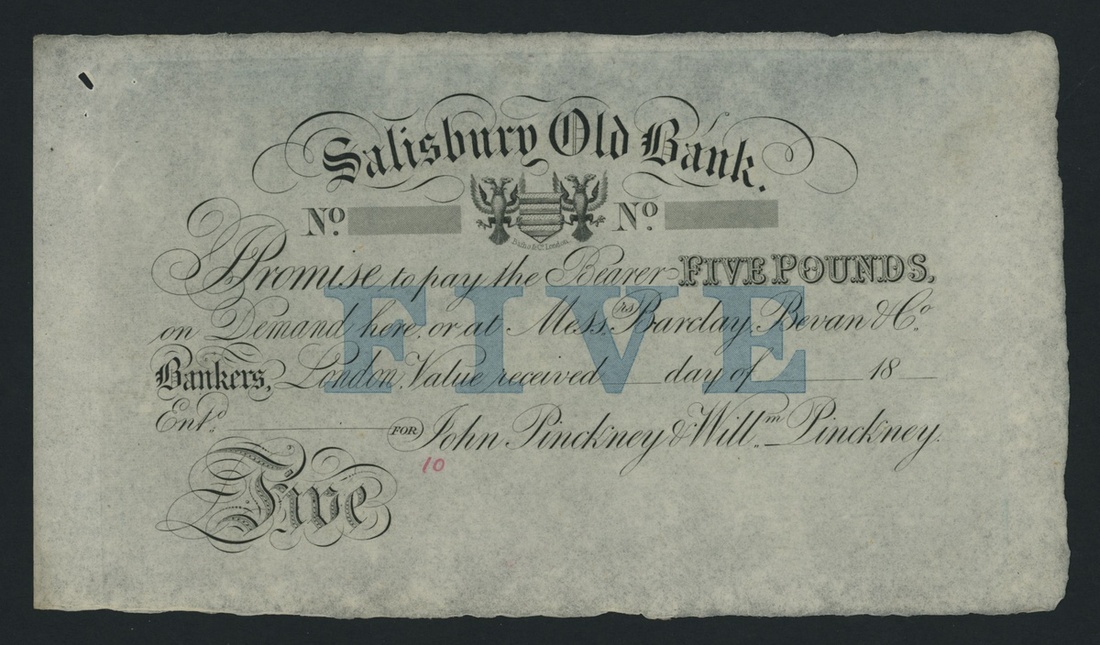 Salisbury Old Bank.
No. No.
I Promise to pay the Bearer FIVE POUNDS,
FIVE
on Demand here, or at Messrs. Barclay, Bevan & Co.
Bankers, London, Value received day of 18
Entd. FOR John Pinckney & Willm. Pinckney.
10
Five